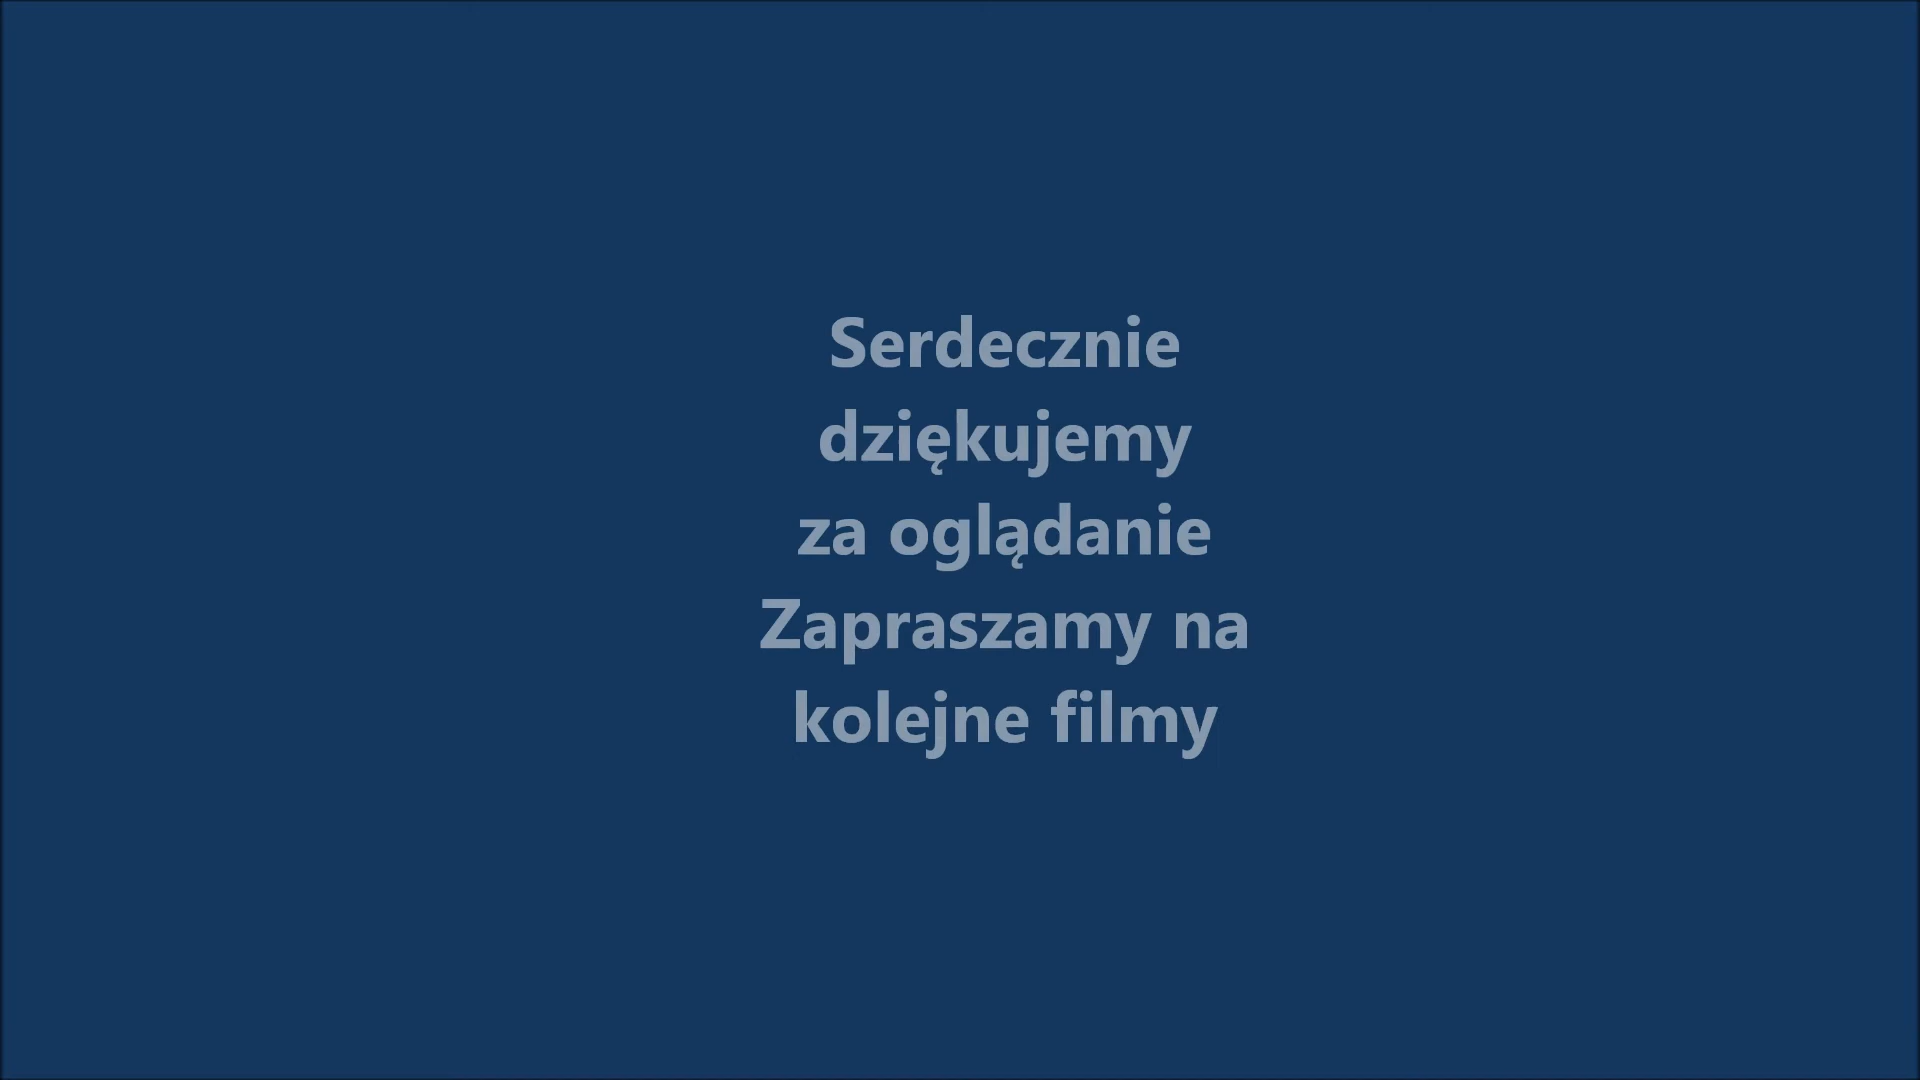 Serdecznie
dziękujemy
za oglądanie
Zapraszamy na
kolejne filmy